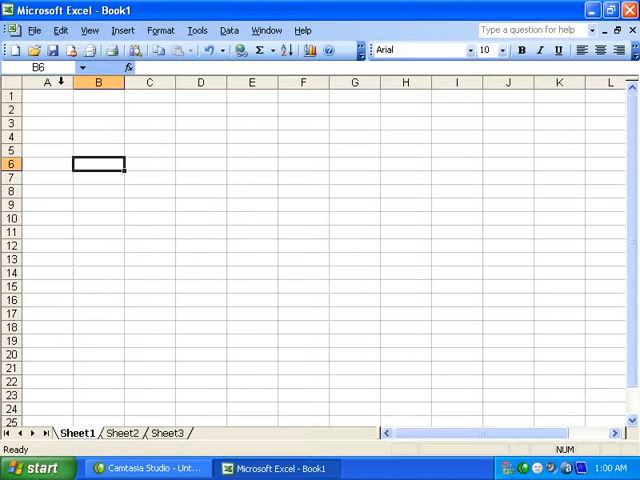 Microsoft Excel - Book1
File Edit View Insert Format Tools Data Window Help
Type a question for help
Σ Arial 10 B I U
B6 fx
A B C D E F G H I J K L
1
2
3
4
5
6
7
8
9
10
11
12
13
14
15
16
17
18
19
20
21
22
23
24
25
Sheet1 Sheet2 Sheet3
Ready NUM
start Camtasia Studio - Unt... Microsoft Excel - Book1 1:00 AM